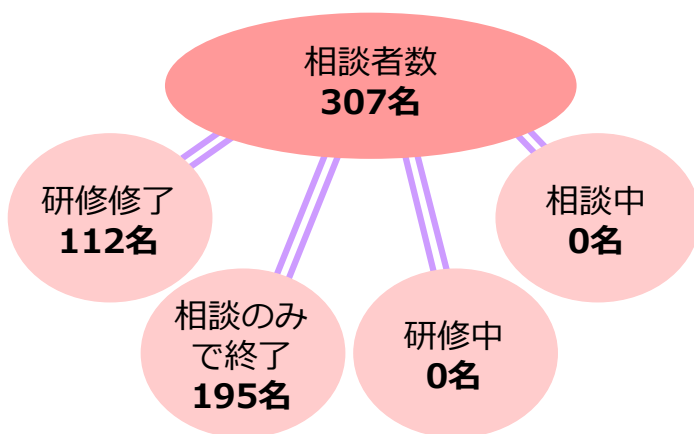 相談者数
307名
研修修了
112名
相談のみ
で終了
195名
研修中
0名
相談中
0名